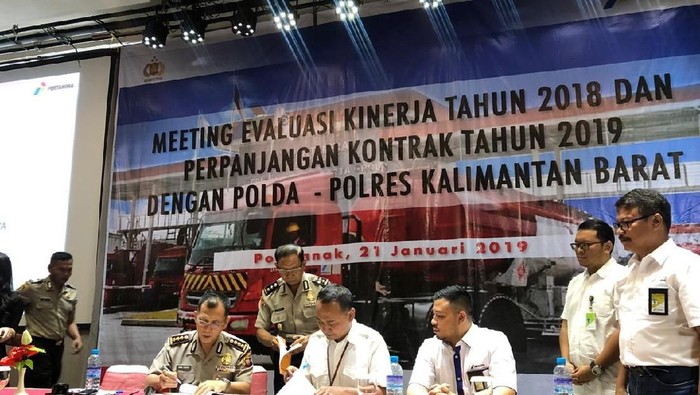 PERTAMINA
MEETING EVALUASI KINERJA TAHUN 2018 DAN
PERPANJANGAN KONTRAK TAHUN 2019
DENGAN POLDA - POLRES KALIMANTAN BARAT
Pontianak, 21 Januari 2019